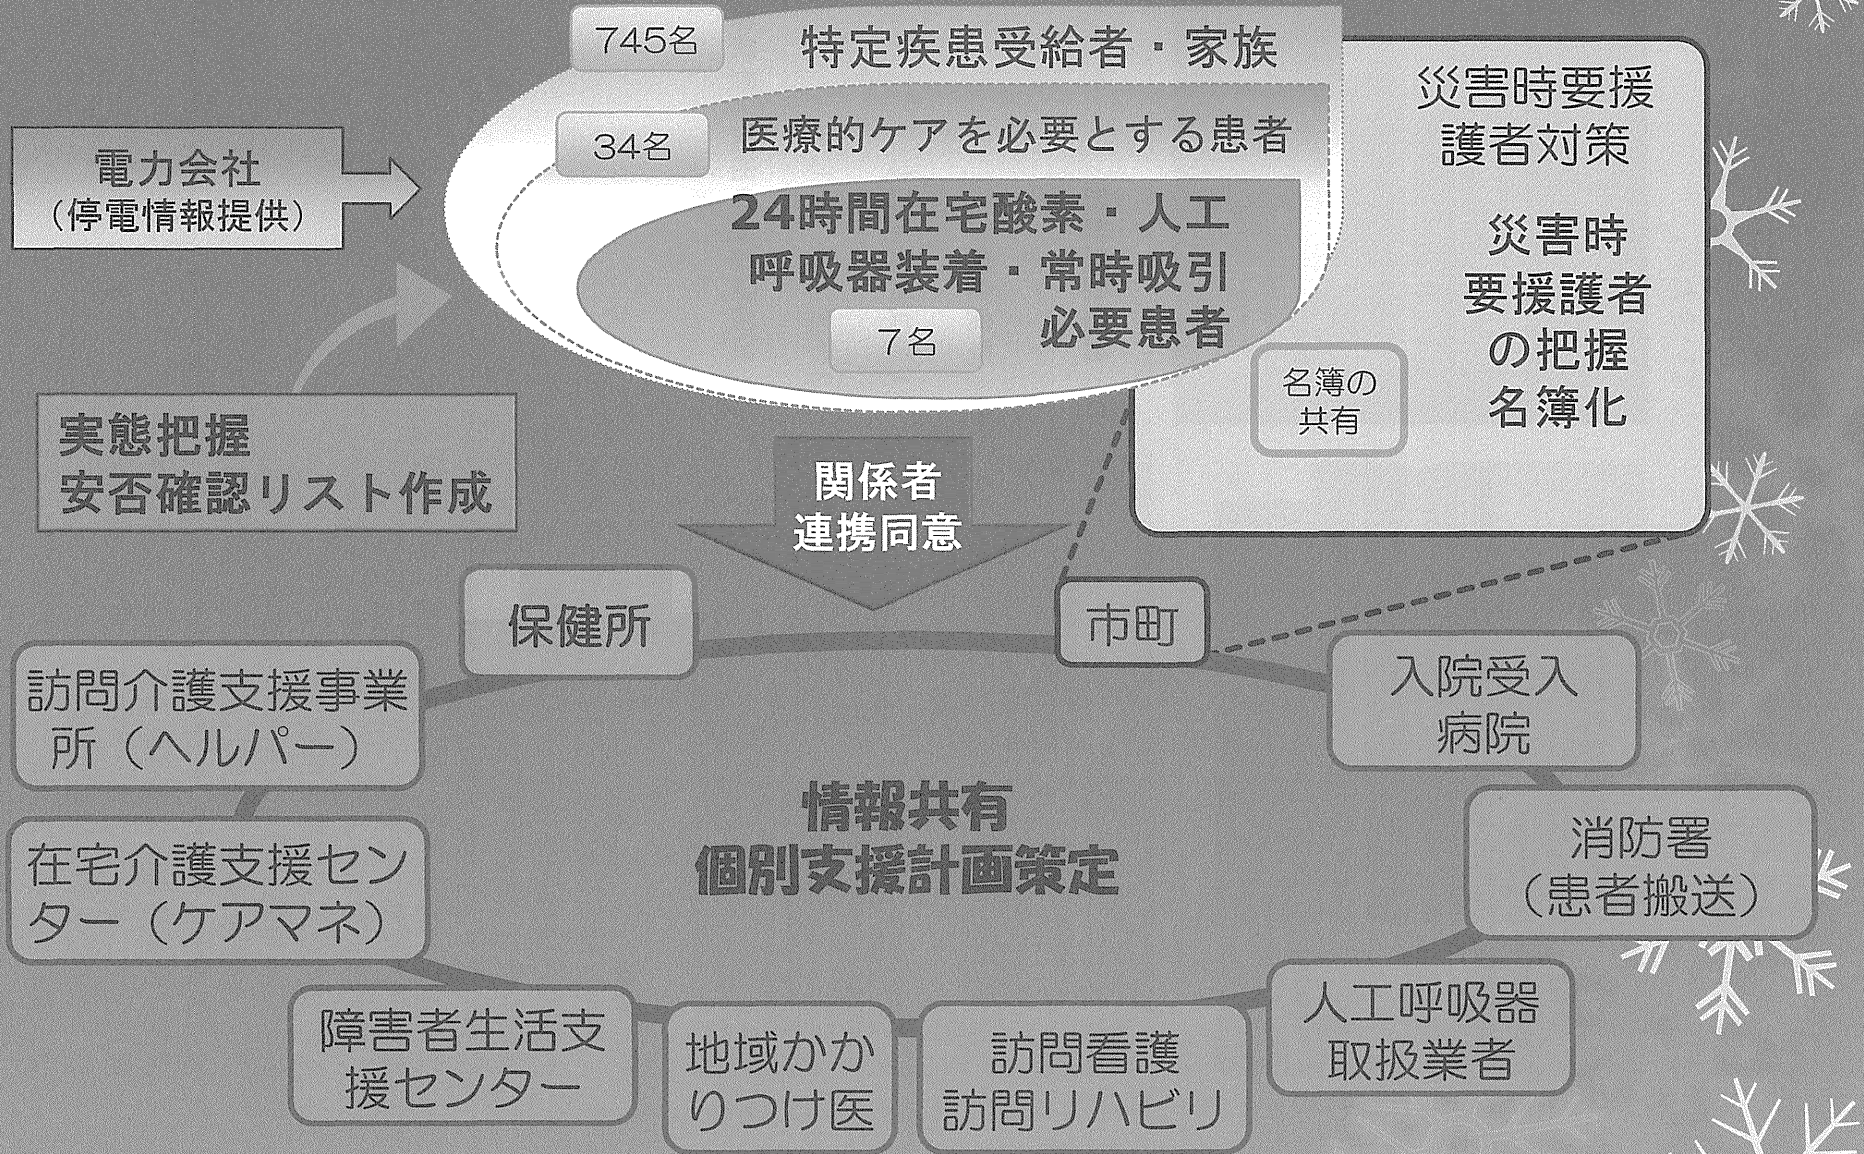 745名
特定疾患受給者・家族
34名
医療的ケアを必要とする患者
24時間在宅酸素・人工
呼吸器装着・常時吸引
必要患者
7名
電力会社
（停電情報提供）
実態把握
安否確認リスト作成
災害時要援
護者対策
災害時
要援護者
の把握
名簿化
名簿の
共有
関係者
連携同意
保健所
市町
訪問介護支援事業
所（ヘルパー）
入院受入
病院
情報共有
個別支援計画策定
在宅介護支援セン
ター（ケアマネ）
消防署
（患者搬送）
障害者生活支
援センター
地域かか
りつけ医
訪問看護
訪問リハビリ
人工呼吸器
取扱業者